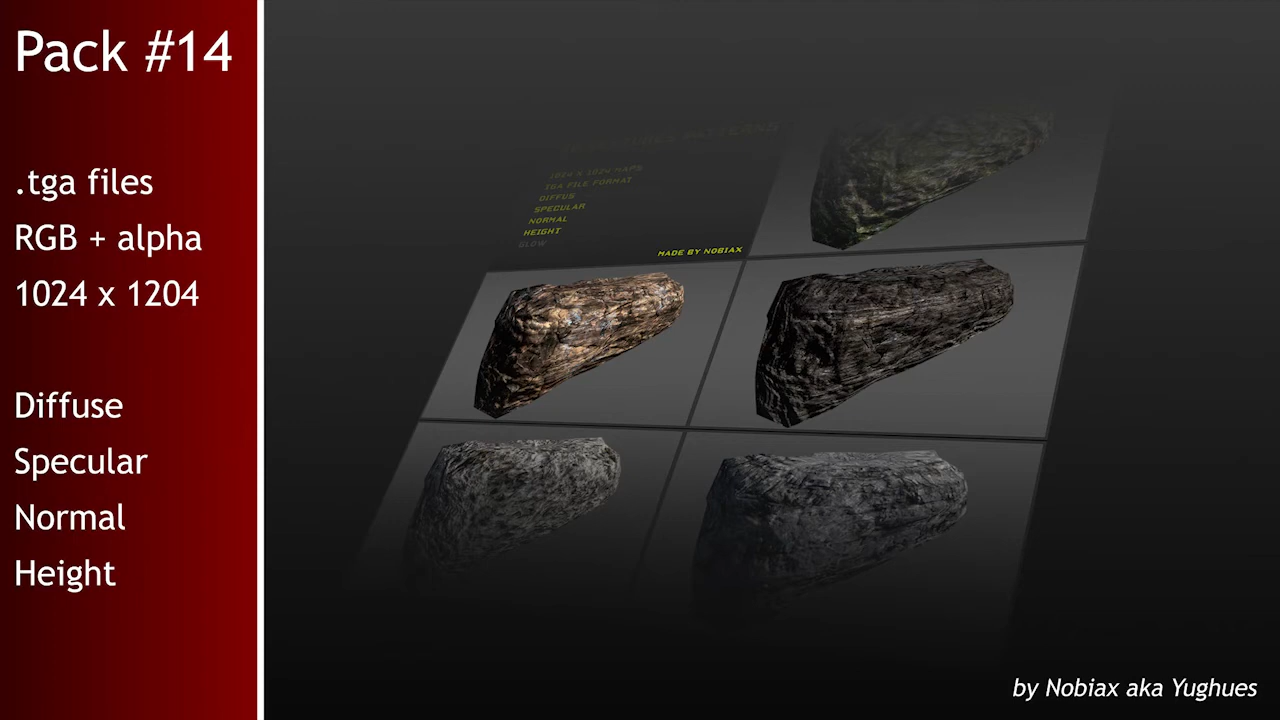 Pack #14
.tga files
RGB + alpha
1024 x 1204
Diffuse
Specular
Normal
Height
1024 X 1024 MAPS
TGA FILE FORMAT
DIFFUS
SPECULAR
NORMAL
HEIGHT
GLOW
MADE BY NOBIAX
by Nobiax aka Yughues